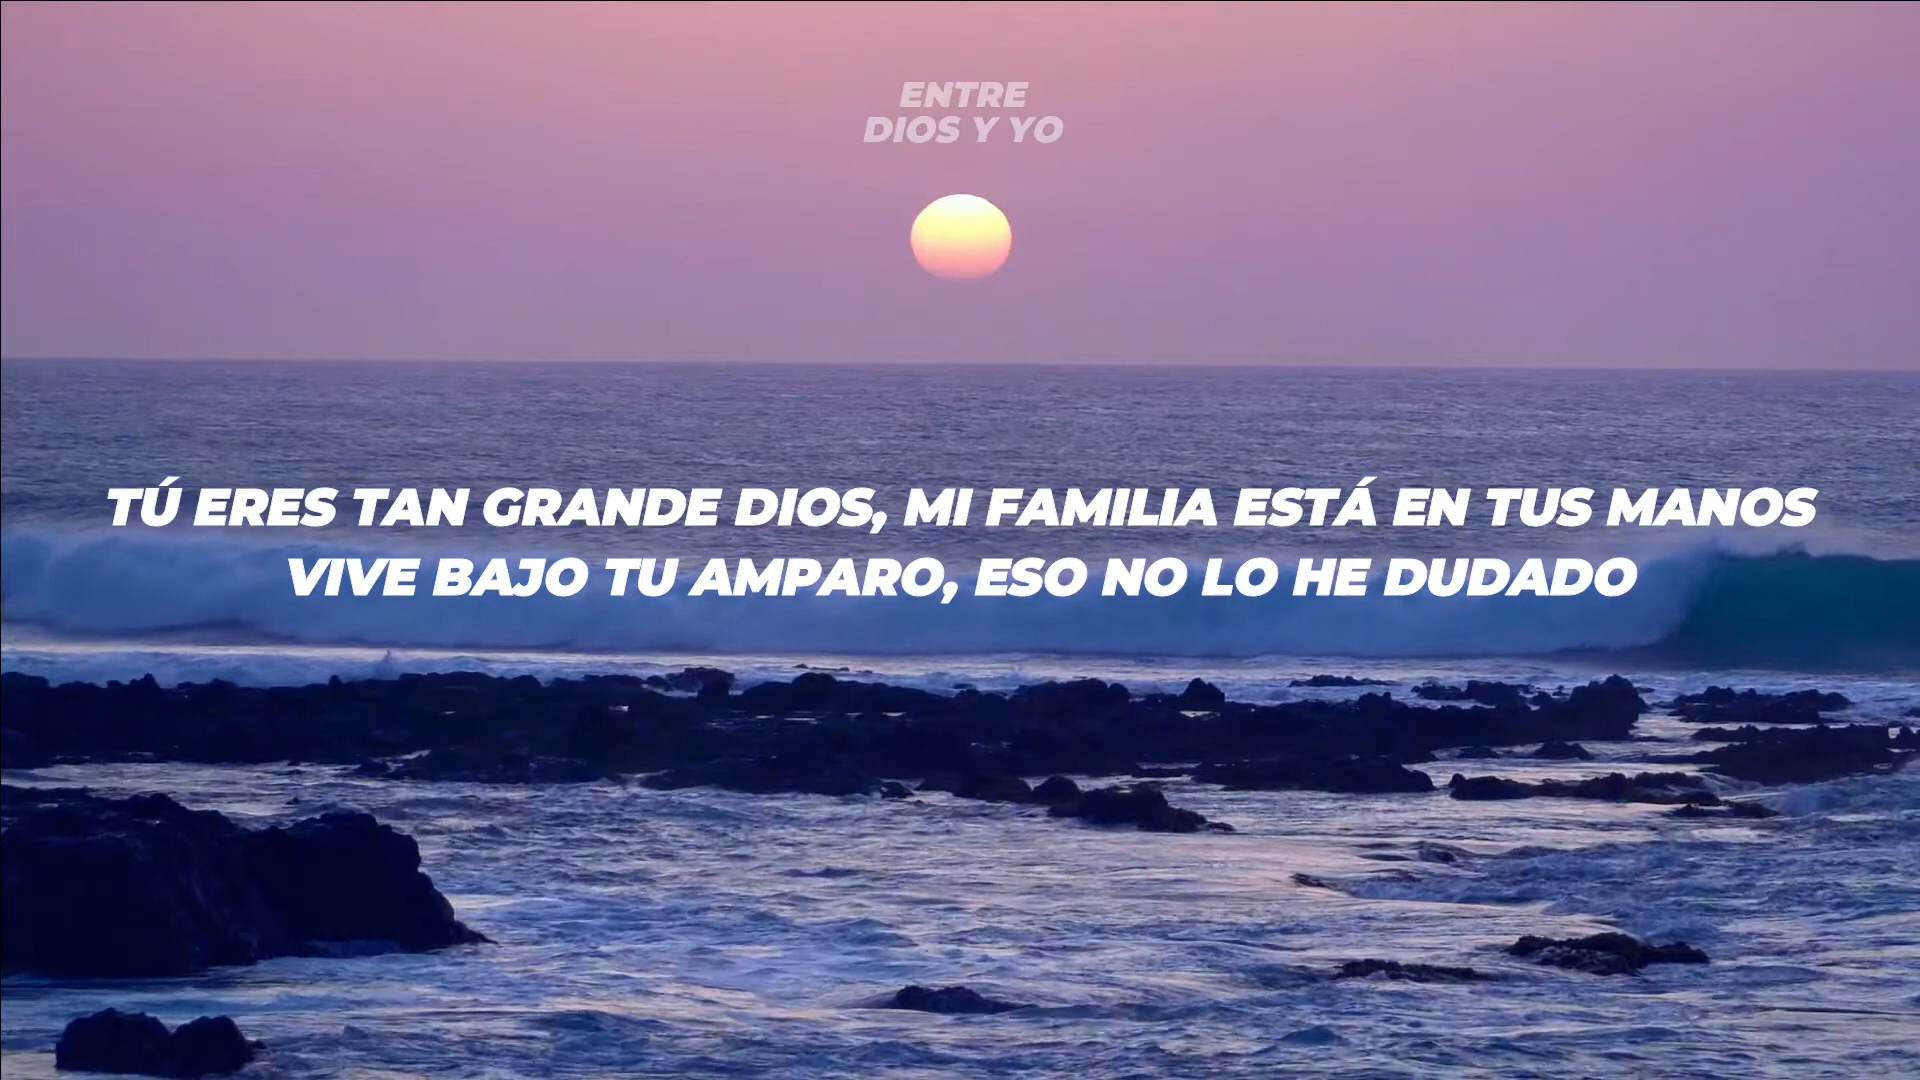 ENTRE
DIOS Y YO
TÚ ERES TAN GRANDE DIOS, MI FAMILIA ESTÁ EN TUS MANOS
VIVE BAJO TU AMPARO, ESO NO LO HE DUDADO